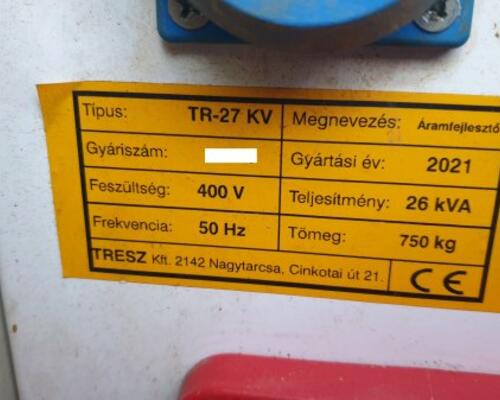 Típus: TR-27 KV Megnevezés: Áramfejlesztő
Gyáriszám: Gyártási év: 2021
Feszültség: 400 V Teljesítmény: 26 kVA
Frekvencia: 50 Hz Tömeg: 750 kg
TRESZ Kft. 2142 Nagytarcsa, Cinkotai út 21. CE